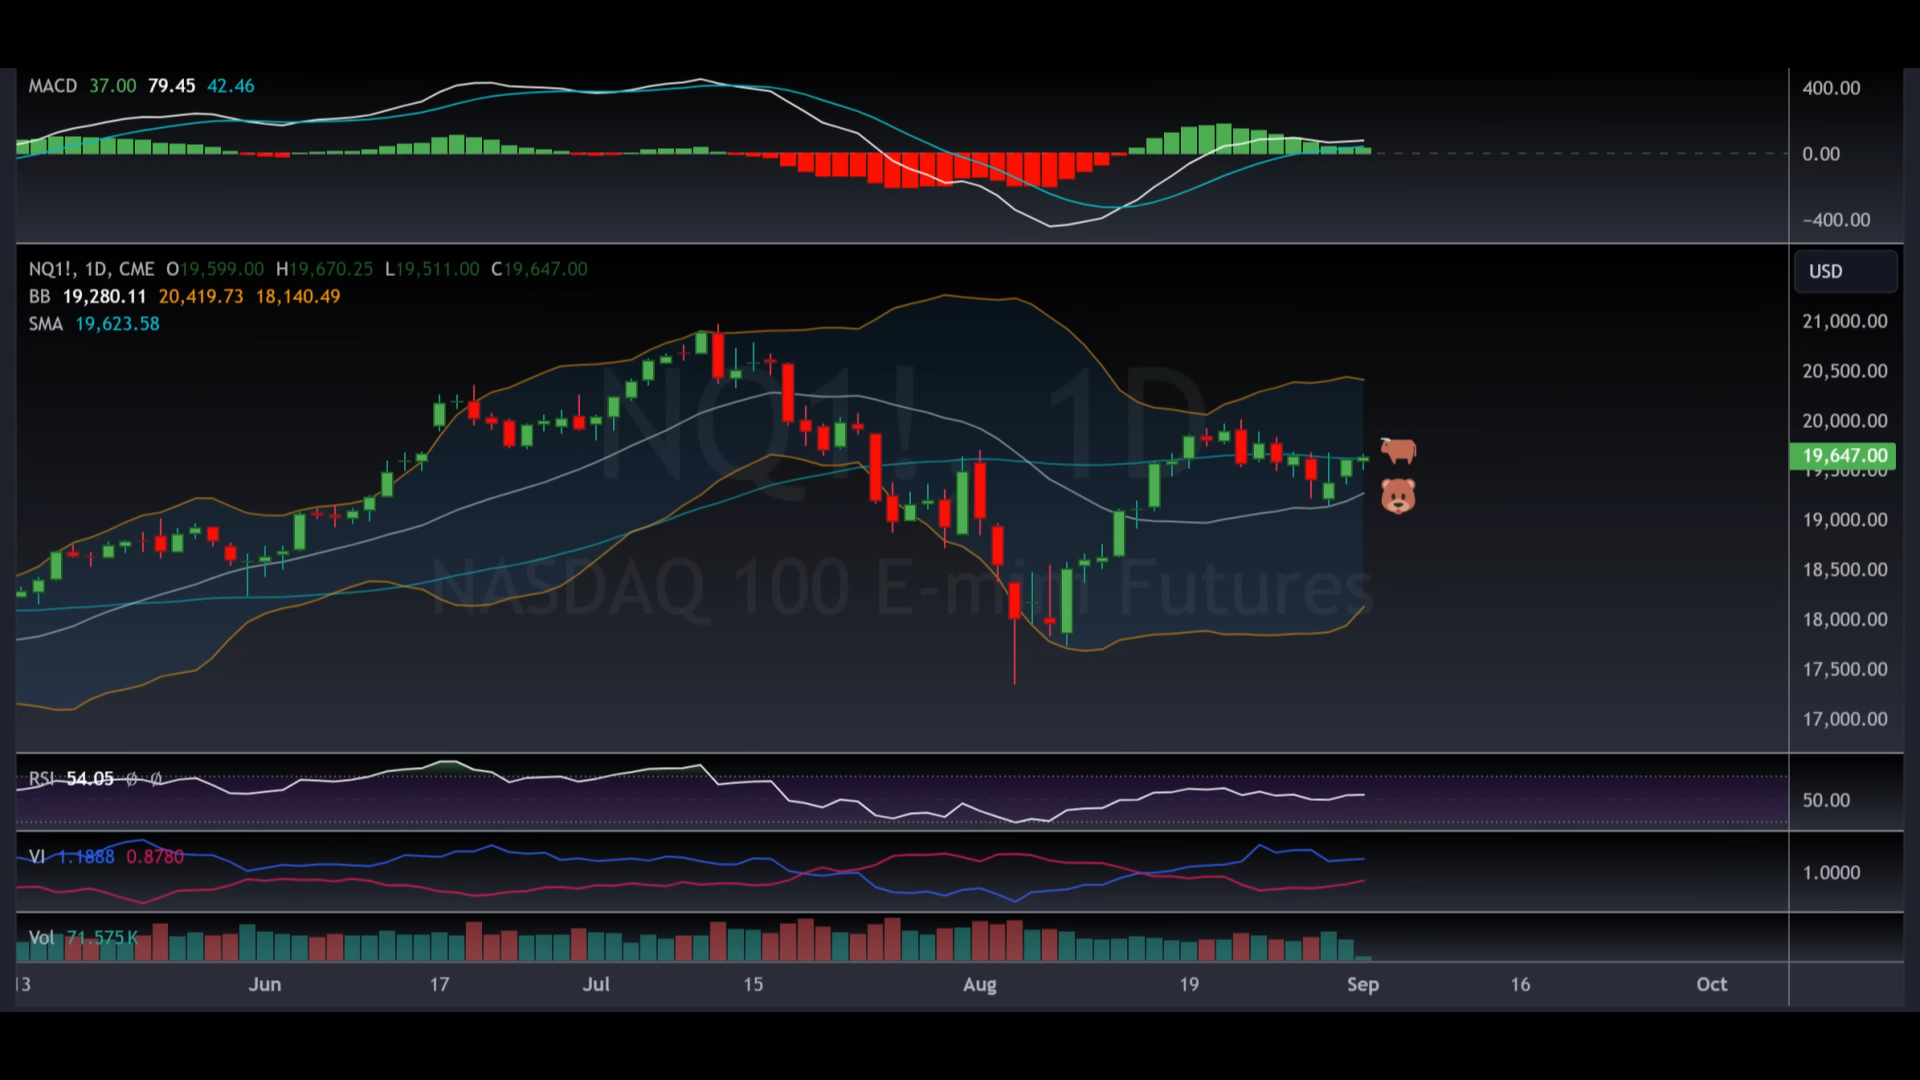 MACD 37.00 79.45 42.46
400.00
0.00
−400.00
NQ1!, 1D, CME O19,599.00 H19,670.25 L19,511.00 C19,647.00
USD
BB 19,280.11 20,419.73 18,140.49
SMA 19,623.58
21,000.00
20,500.00
20,000.00
19,647.00
19,500.00
19,000.00
18,500.00
18,000.00
17,500.00
17,000.00
NQ1!, 1D
NASDAQ 100 E-mini Futures
RSI 54.05 ∅ ∅
50.00
VI 1.1888 0.8780
1.0000
Vol 71.575K
13 Jun 17 Jul 15 Aug 19 Sep 16 Oct